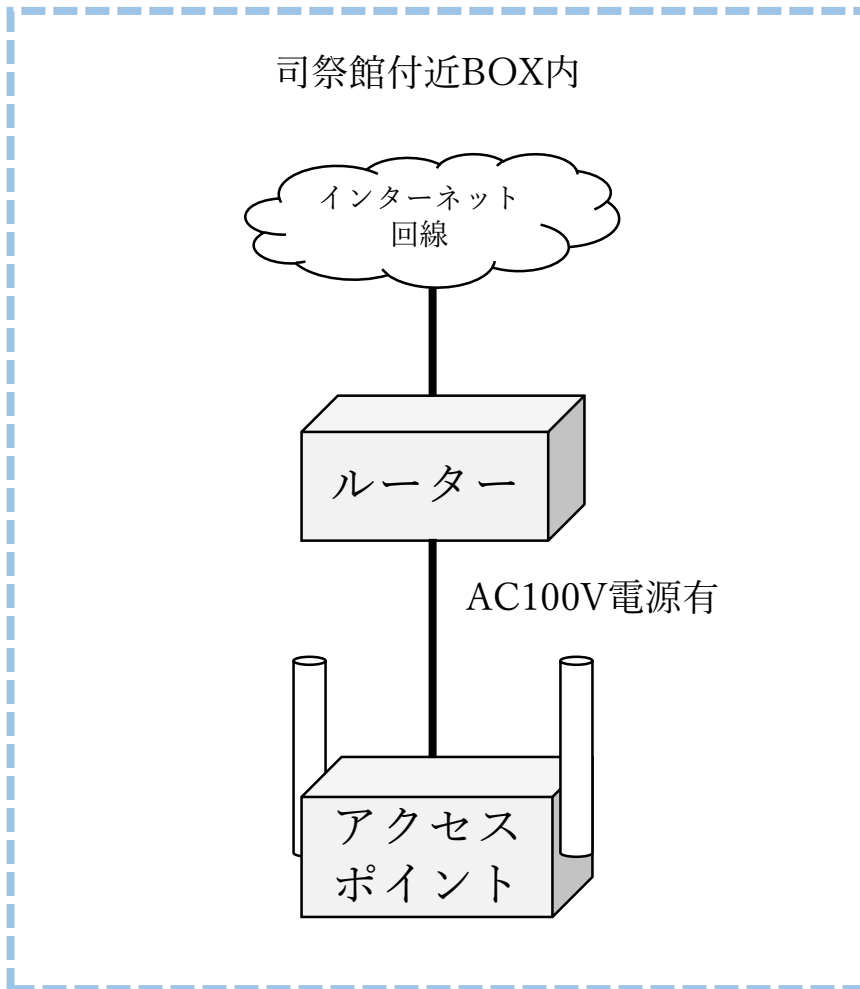 司祭館付近BOX内
インターネット
回線
ルーター
AC100V電源有
アクセス
ポイント